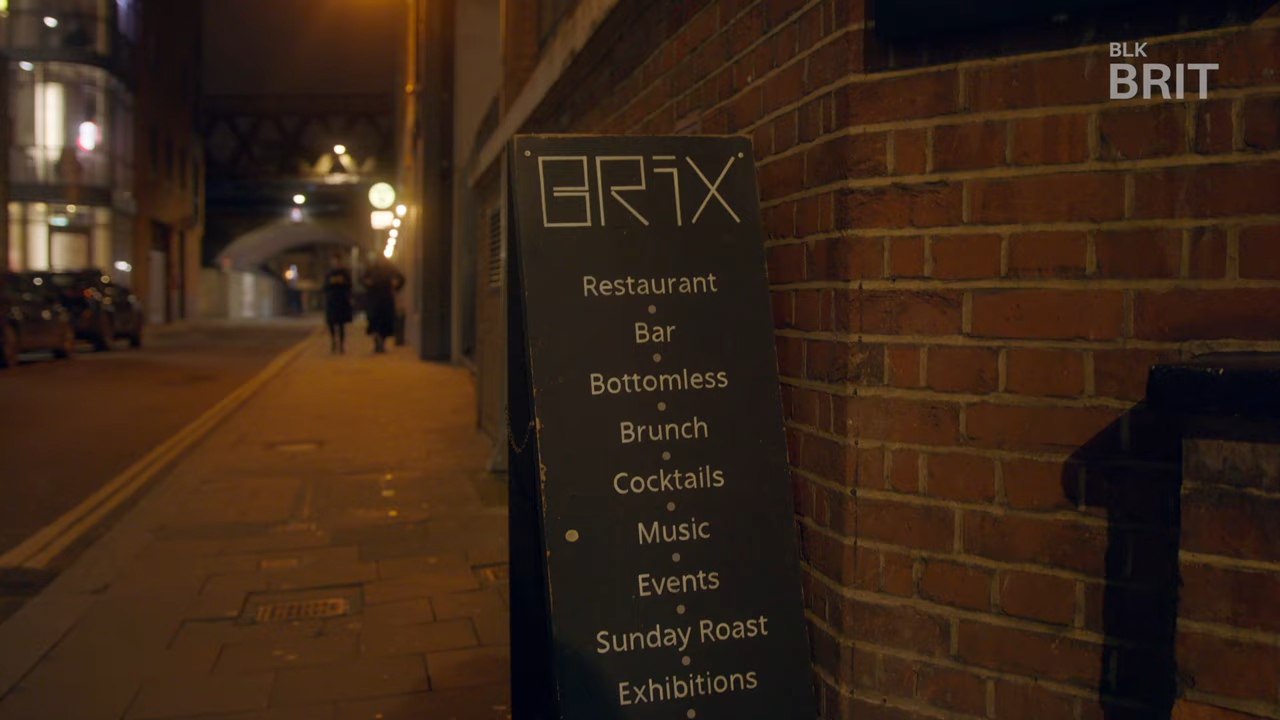 BLK
BRIT
BRiX
Restaurant
Bar
Bottomless
Brunch
Cocktails
Music
Events
Sunday Roast
Exhibitions